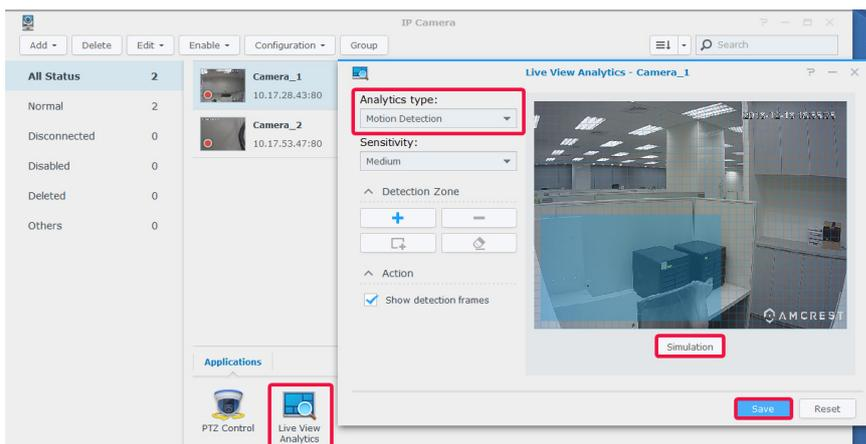 IP Camera
Add
Delete
Edit
Enable
Configuration
Group
Search
All Status 2
Normal 2
Disconnected 0
Disabled 0
Deleted 0
Others 0
Camera_1
10.17.28.43:80
Camera_2
10.17.53.47:80
Applications
PTZ Control
Live View
Analytics
Live View Analytics - Camera_1
Analytics type:
Motion Detection
Sensitivity:
Medium
Detection Zone
Action
Show detection frames
AMCREST
Simulation
Save
Reset